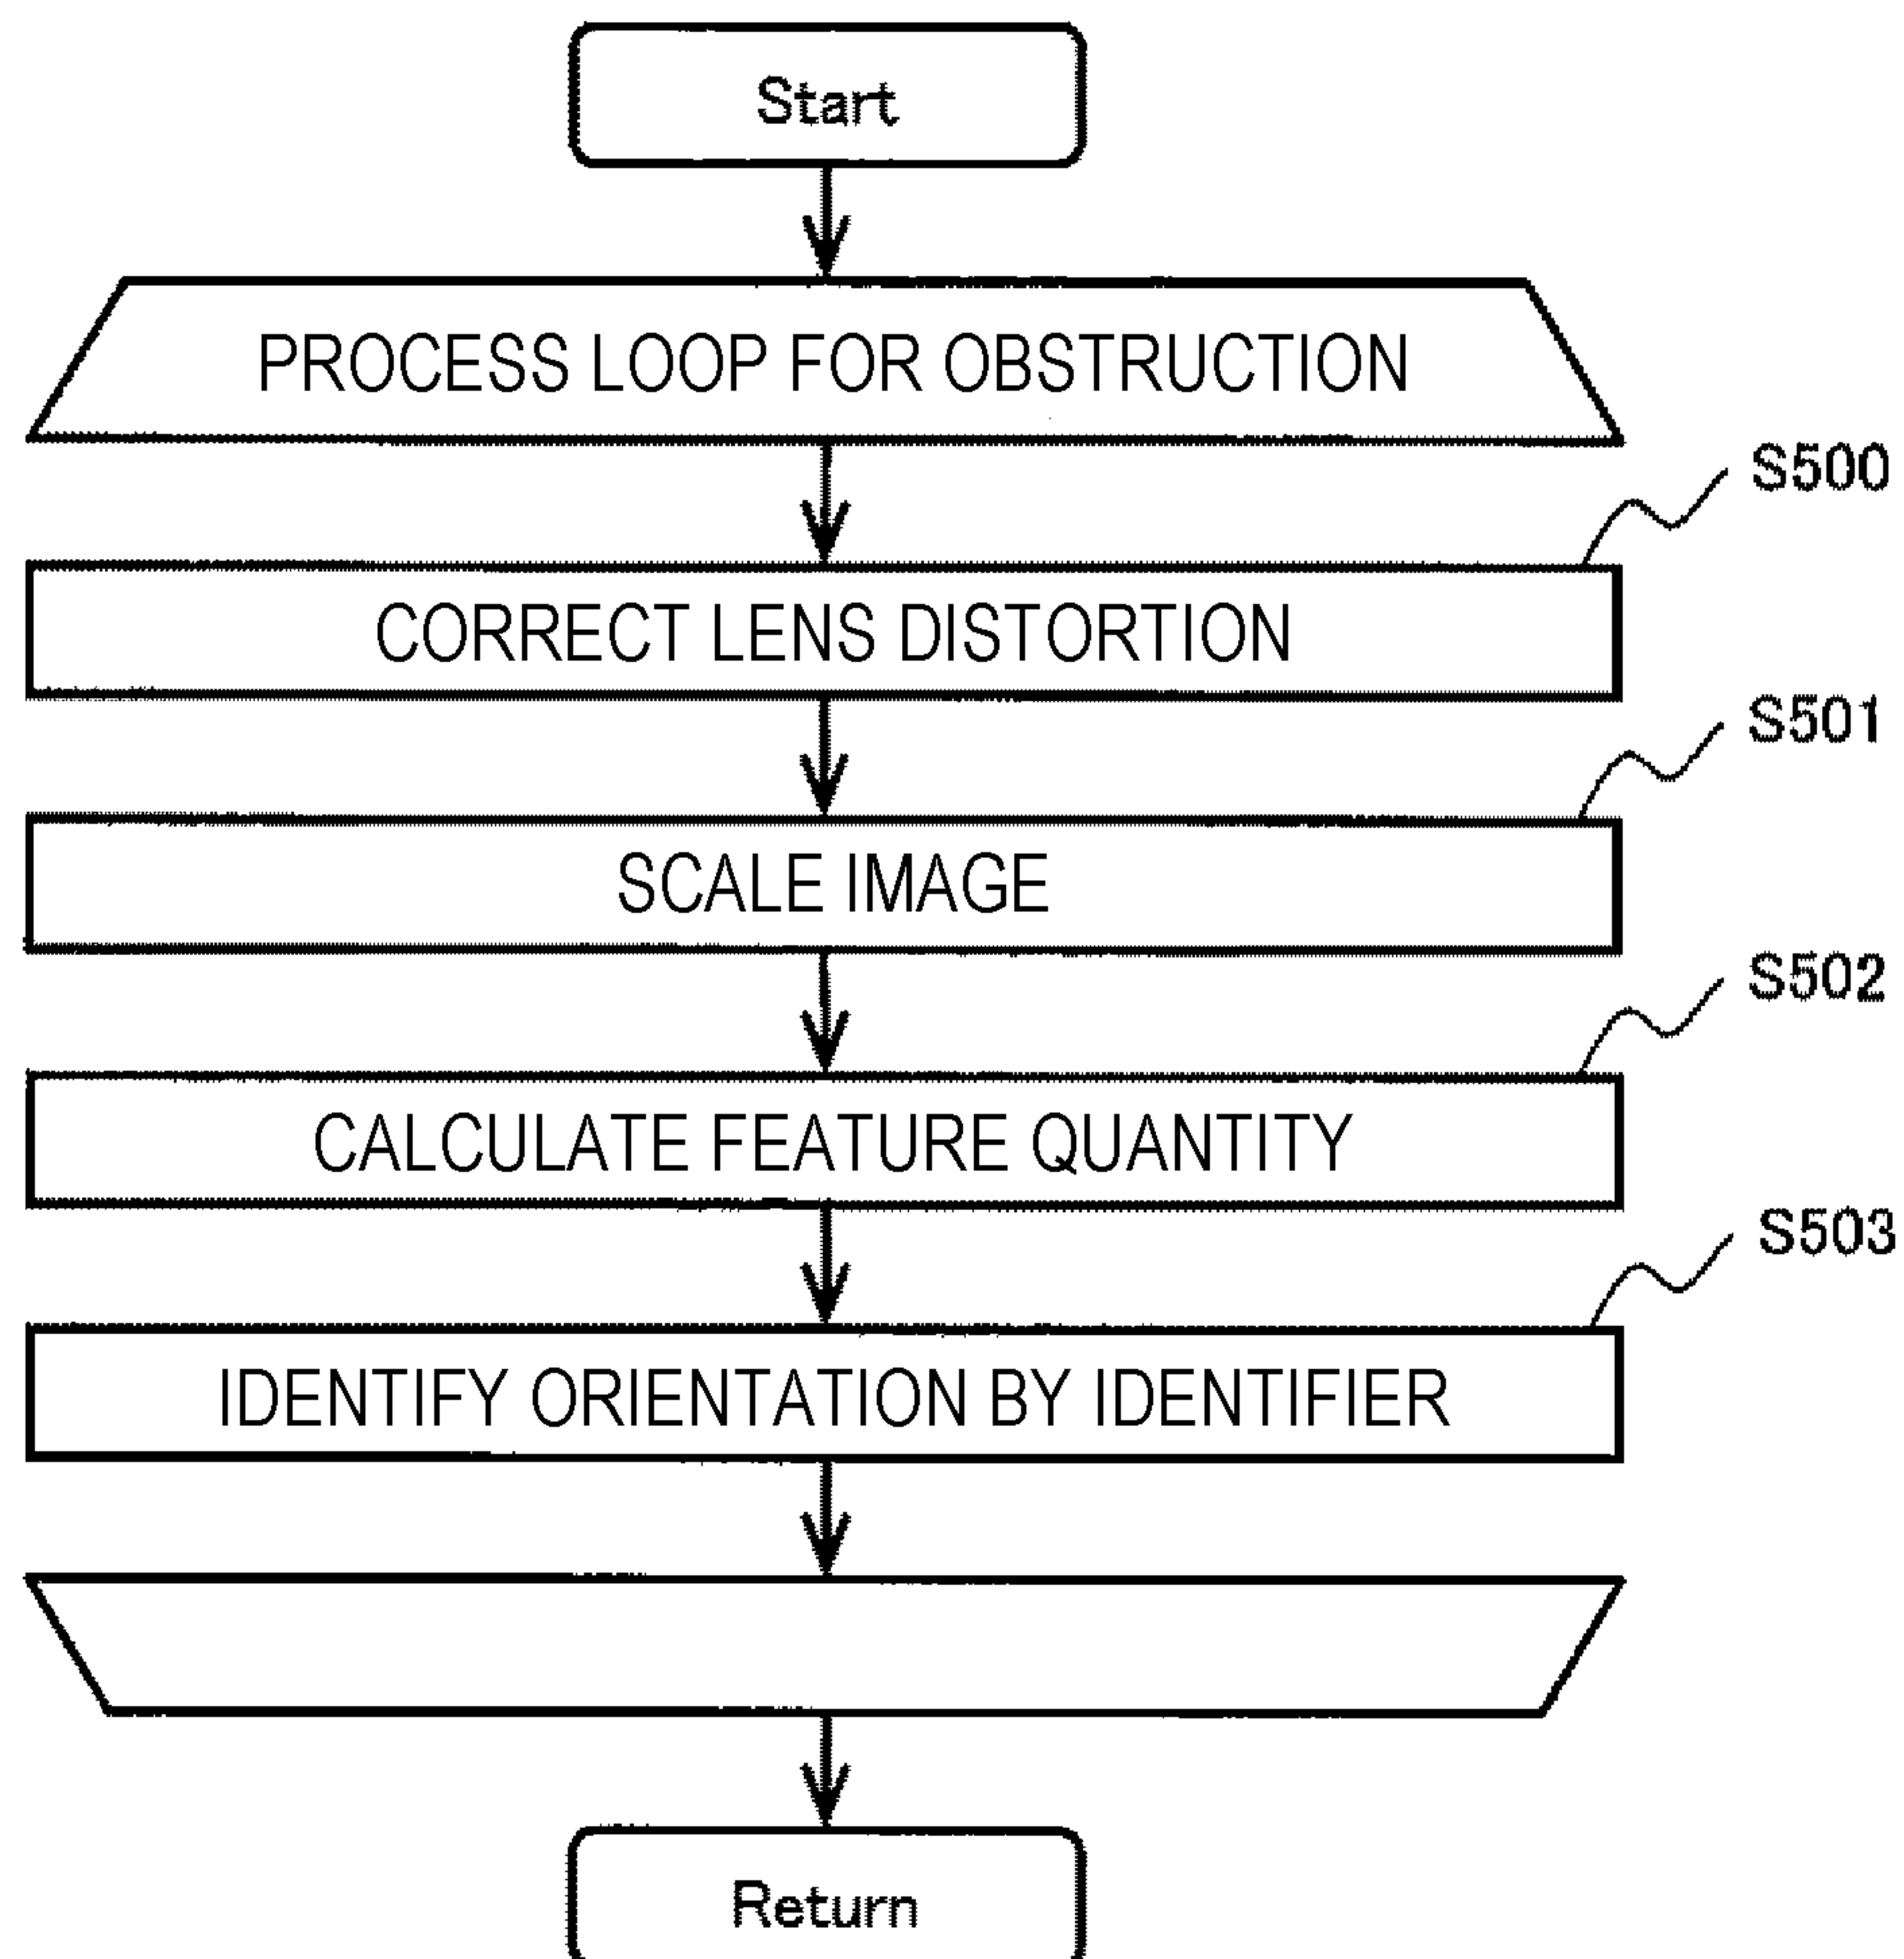 Start
PROCESS LOOP FOR OBSTRUCTION
S500
CORRECT LENS DISTORTION
S501
SCALE IMAGE
S502
CALCULATE FEATURE QUANTITY
S503
IDENTIFY ORIENTATION BY IDENTIFIER
Return